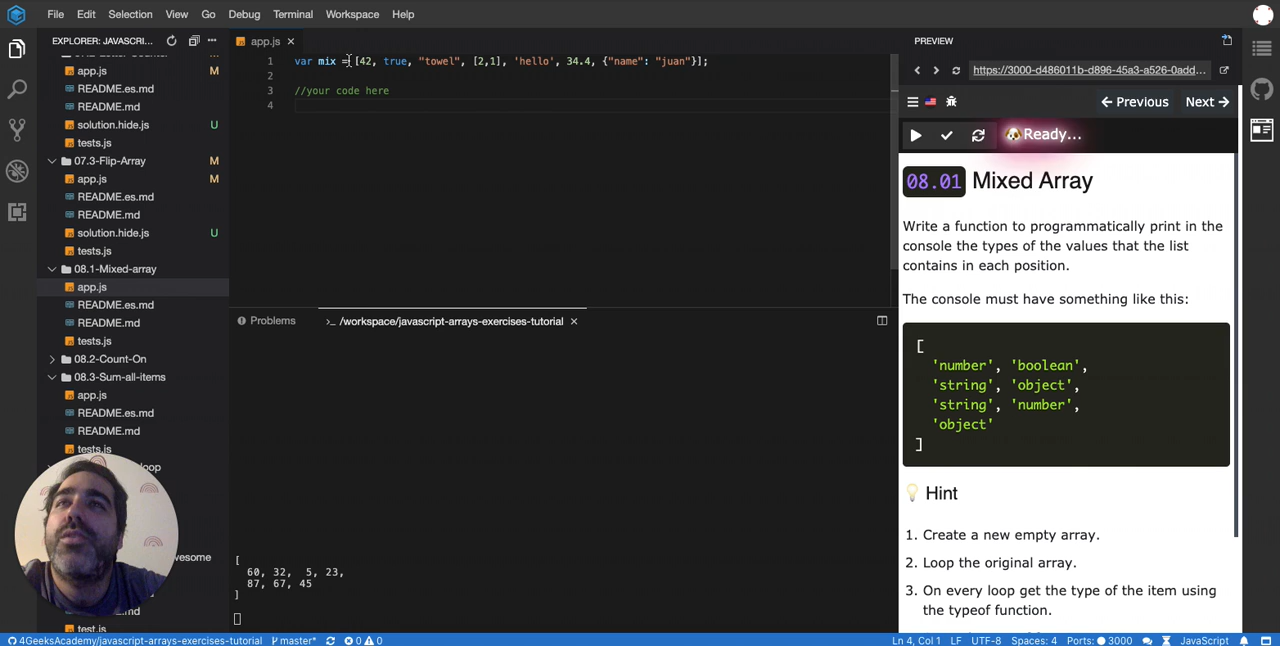 File Edit Selection View Go Debug Terminal Workspace Help
EXPLORER: JAVASCRI...
app.js M
README.es.md
README.md
solution.hide.js U
tests.js
07.3-Flip-Array M
app.js M
README.es.md
README.md
solution.hide.js U
tests.js
08.1-Mixed-array
app.js
README.es.md
README.md
tests.js
08.2-Count-On
08.3-Sum-all-items
app.js
README.es.md
README.md
tests.js
loop
wesome
.md
test.js
app.js
1 var mix = [42, true, "towel", [2,1], 'hello', 34.4, {"name": "juan"}];
2
3 //your code here
4
Problems
>_ /workspace/javascript-arrays-exercises-tutorial
[
60, 32, 5, 23,
87, 67, 45
]
PREVIEW
https://3000-d486011b-d896-45a3-a526-0add...
Previous Next
Ready...
08.01 Mixed Array
Write a function to programmatically print in the
console the types of the values that the list
contains in each position.
The console must have something like this:
[
'number', 'boolean',
'string', 'object',
'string', 'number',
'object'
]
Hint
1. Create a new empty array.
2. Loop the original array.
3. On every loop get the type of the item using
the typeof function.
4GeeksAcademy/javascript-arrays-exercises-tutorial master* 0 0 Ln 4, Col 1 LF UTF-8 Spaces: 4 Ports: 3000 JavaScript